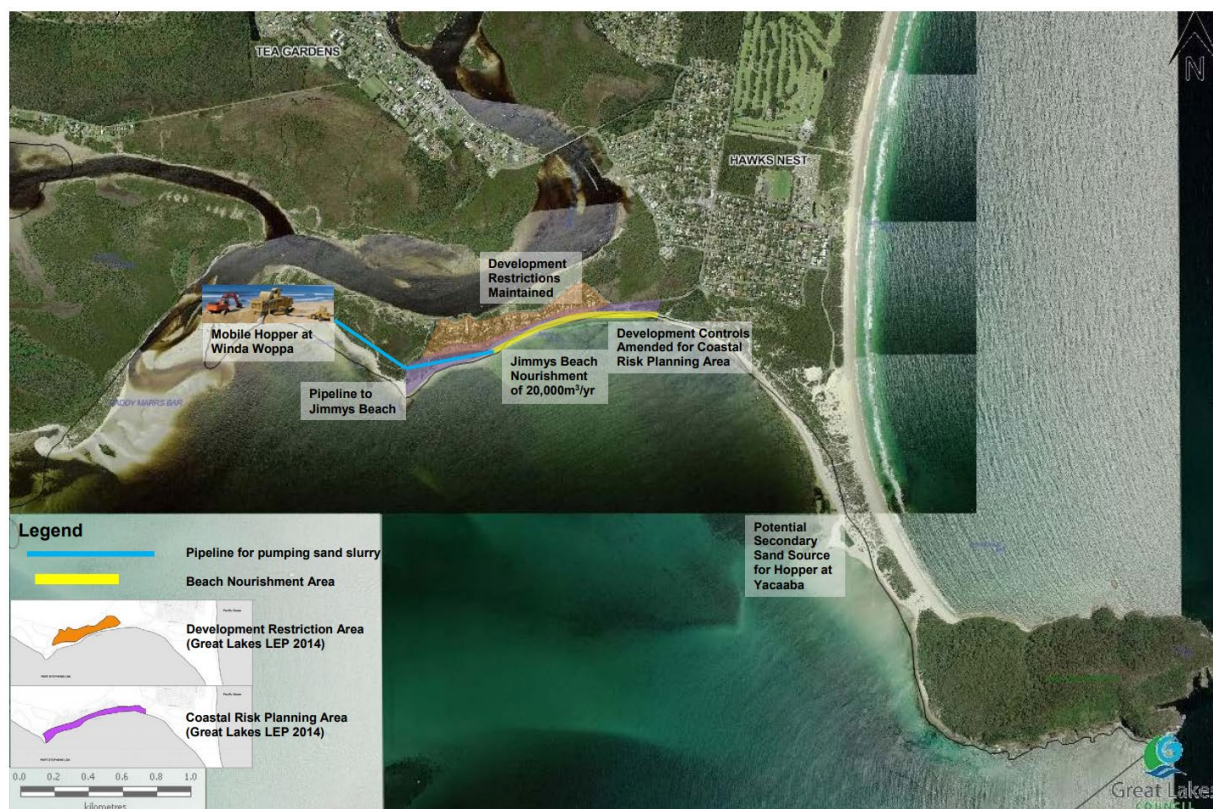 TEA GARDENS
N
HAWKS NEST
Development
Restrictions
Maintained
Mobile Hopper at
Winda Woppa
Development Controls
Amended for Coastal
Risk Planning Area
Jimmys Beach
Nourishment
of 20,000m³/yr
Pipeline to
Jimmys Beach
PADDY MARRS BAR
Potential
Secondary
Sand Source
for Hopper at
Yacaaba
Legend
Pipeline for pumping sand slurry
Beach Nourishment Area
Development Restriction Area
(Great Lakes LEP 2014)
Coastal Risk Planning Area
(Great Lakes LEP 2014)
0.0 0.2 0.4 0.6 0.8 1.0
kilometres
Great Lakes
COUNCIL